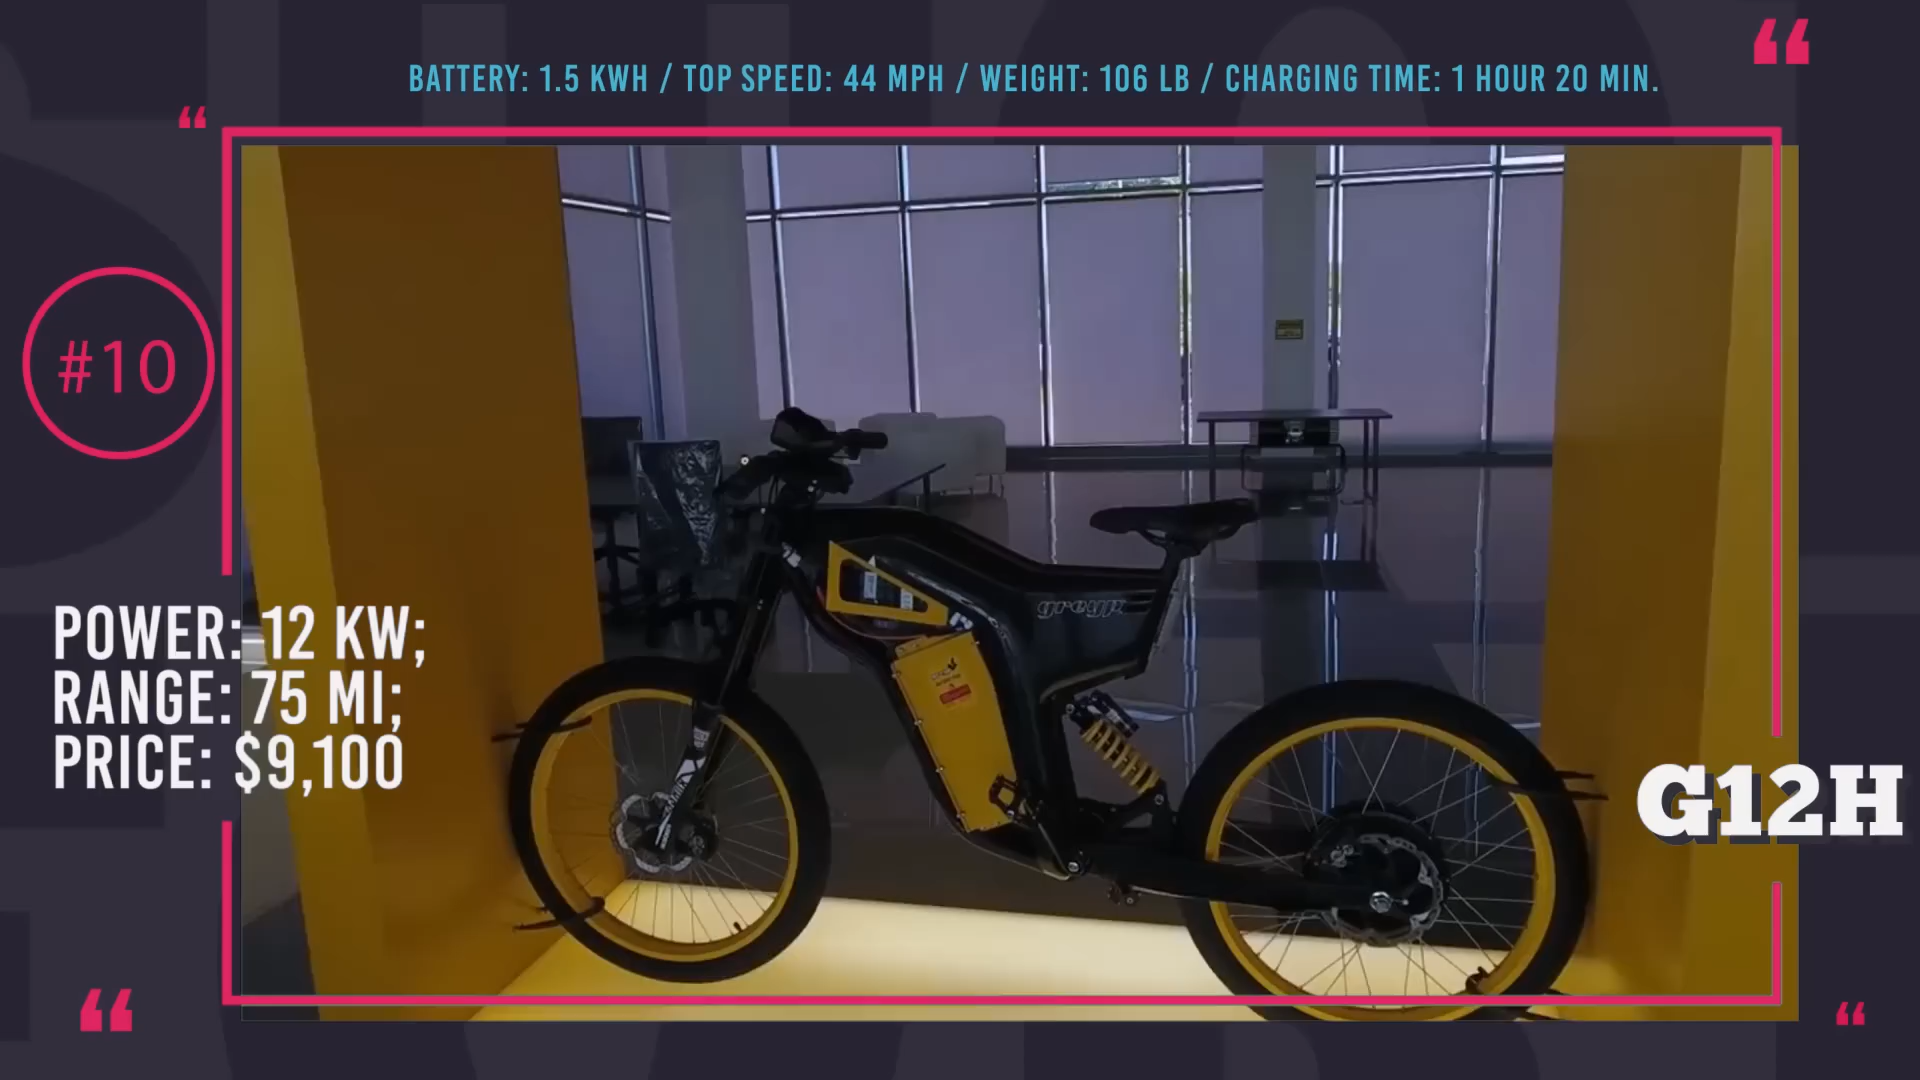 BATTERY: 1.5 KWH / TOP SPEED: 44 MPH / WEIGHT: 106 LB / CHARGING TIME: 1 HOUR 20 MIN.
#10
greyp
POWER: 12 KW;
RANGE: 75 MI;
PRICE: $9,100
G12H